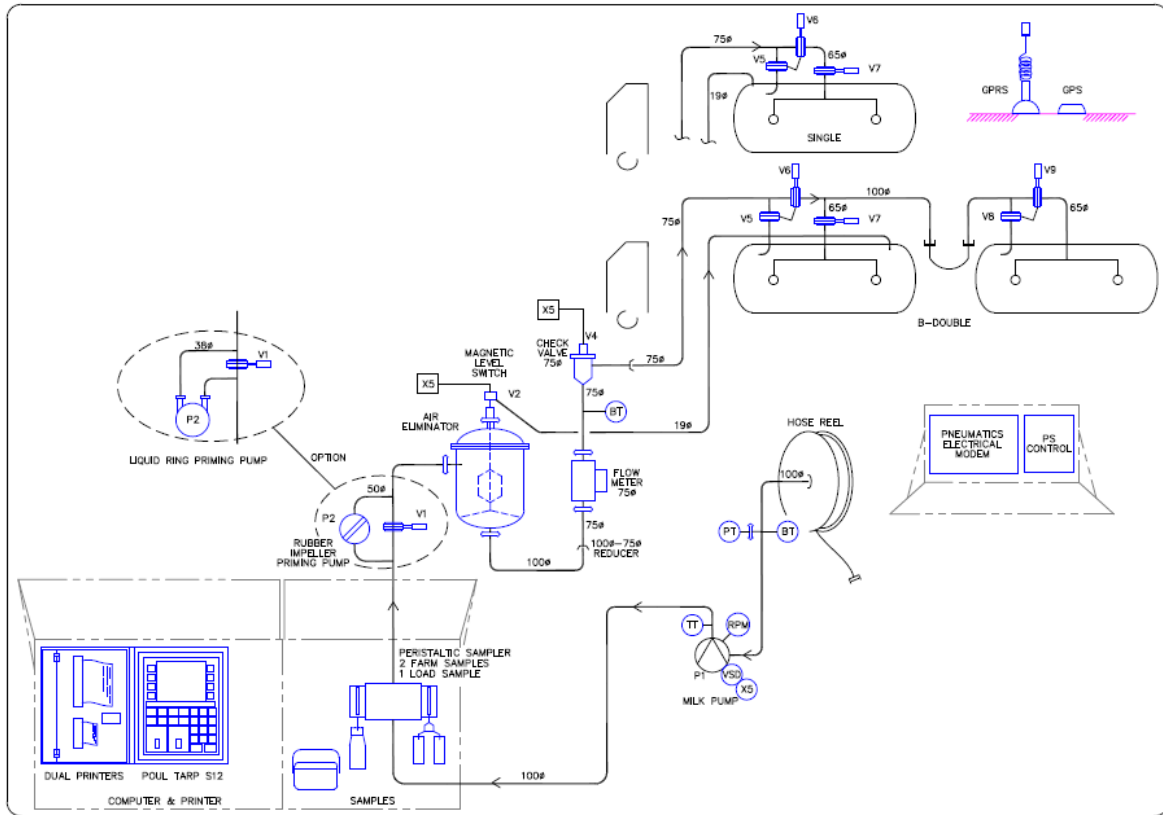 V6
75ø
V5
65ø
V7
19ø
SINGLE
GPRS
GPS
V6
100ø
V9
75ø
V5
65ø
V7
V8
65ø
B-DOUBLE
X5
V4
CHECK
VALVE
75ø
75ø
75ø
BT
38ø
V1
P2
LIQUID RING PRIMING PUMP
OPTION
MAGNETIC
LEVEL
SWITCH
X5
V2
AIR
ELIMINATOR
19ø
FLOW
METER
75ø
75ø
100ø-75ø
REDUCER
100ø
HOSE REEL
100ø
PT
BT
PNEUMATICS
ELECTRICAL
MODEM
PS
CONTROL
50ø
P2
V1
RUBBER
IMPELLER
PRIMING PUMP
TT
RPM
P1
VSD
X5
MILK PUMP
PERISTALTIC SAMPLER
2 FARM SAMPLES
1 LOAD SAMPLE
100ø
DUAL PRINTERS
POUL TARP S12
COMPUTER & PRINTER
SAMPLES